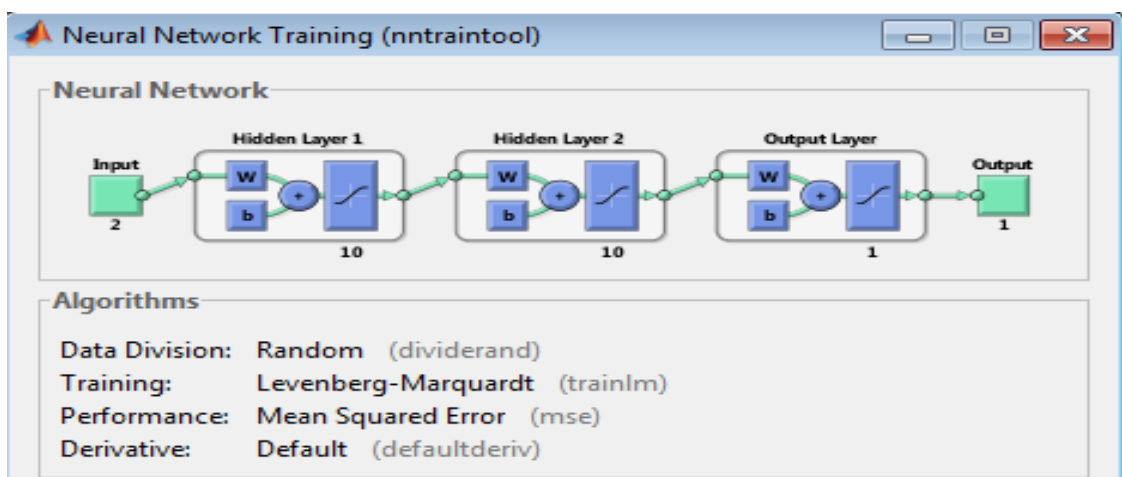 Neural Network Training (nntraintool)
Neural Network
Hidden Layer 1
Hidden Layer 2
Output Layer
Input
Output
W
b
+
W
b
+
W
b
+
2
10
10
1
1
Algorithms
Data Division: Random (dividerand)
Training: Levenberg-Marquardt (trainlm)
Performance: Mean Squared Error (mse)
Derivative: Default (defaultderiv)